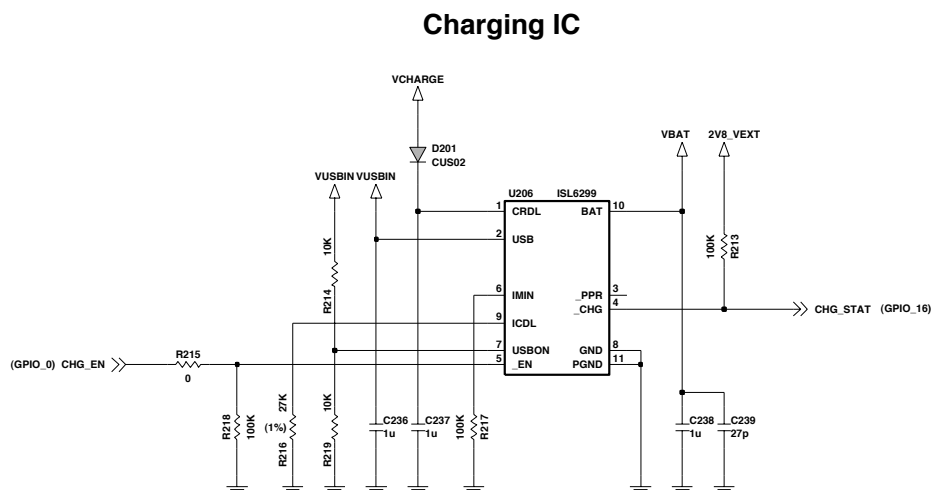 Charging IC
VCHARGE
D201
CUS02
VUSBIN VUSBIN
VBAT 2V8_VEXT
U206 ISL6299
1 CRDL BAT 10
2 USB
10K
R214
100K
R213
6 IMIN _PPR 3
_CHG 4
CHG_STAT (GPIO_16)
9 ICDL
7 USBON GND 8
5 _EN PGND 11
(GPIO_0) CHG_EN
R215
0
R218
100K
27K
(1%)
R216
10K
R219
C236
1u
C237
1u
100K
R217
C238
1u
C239
27p